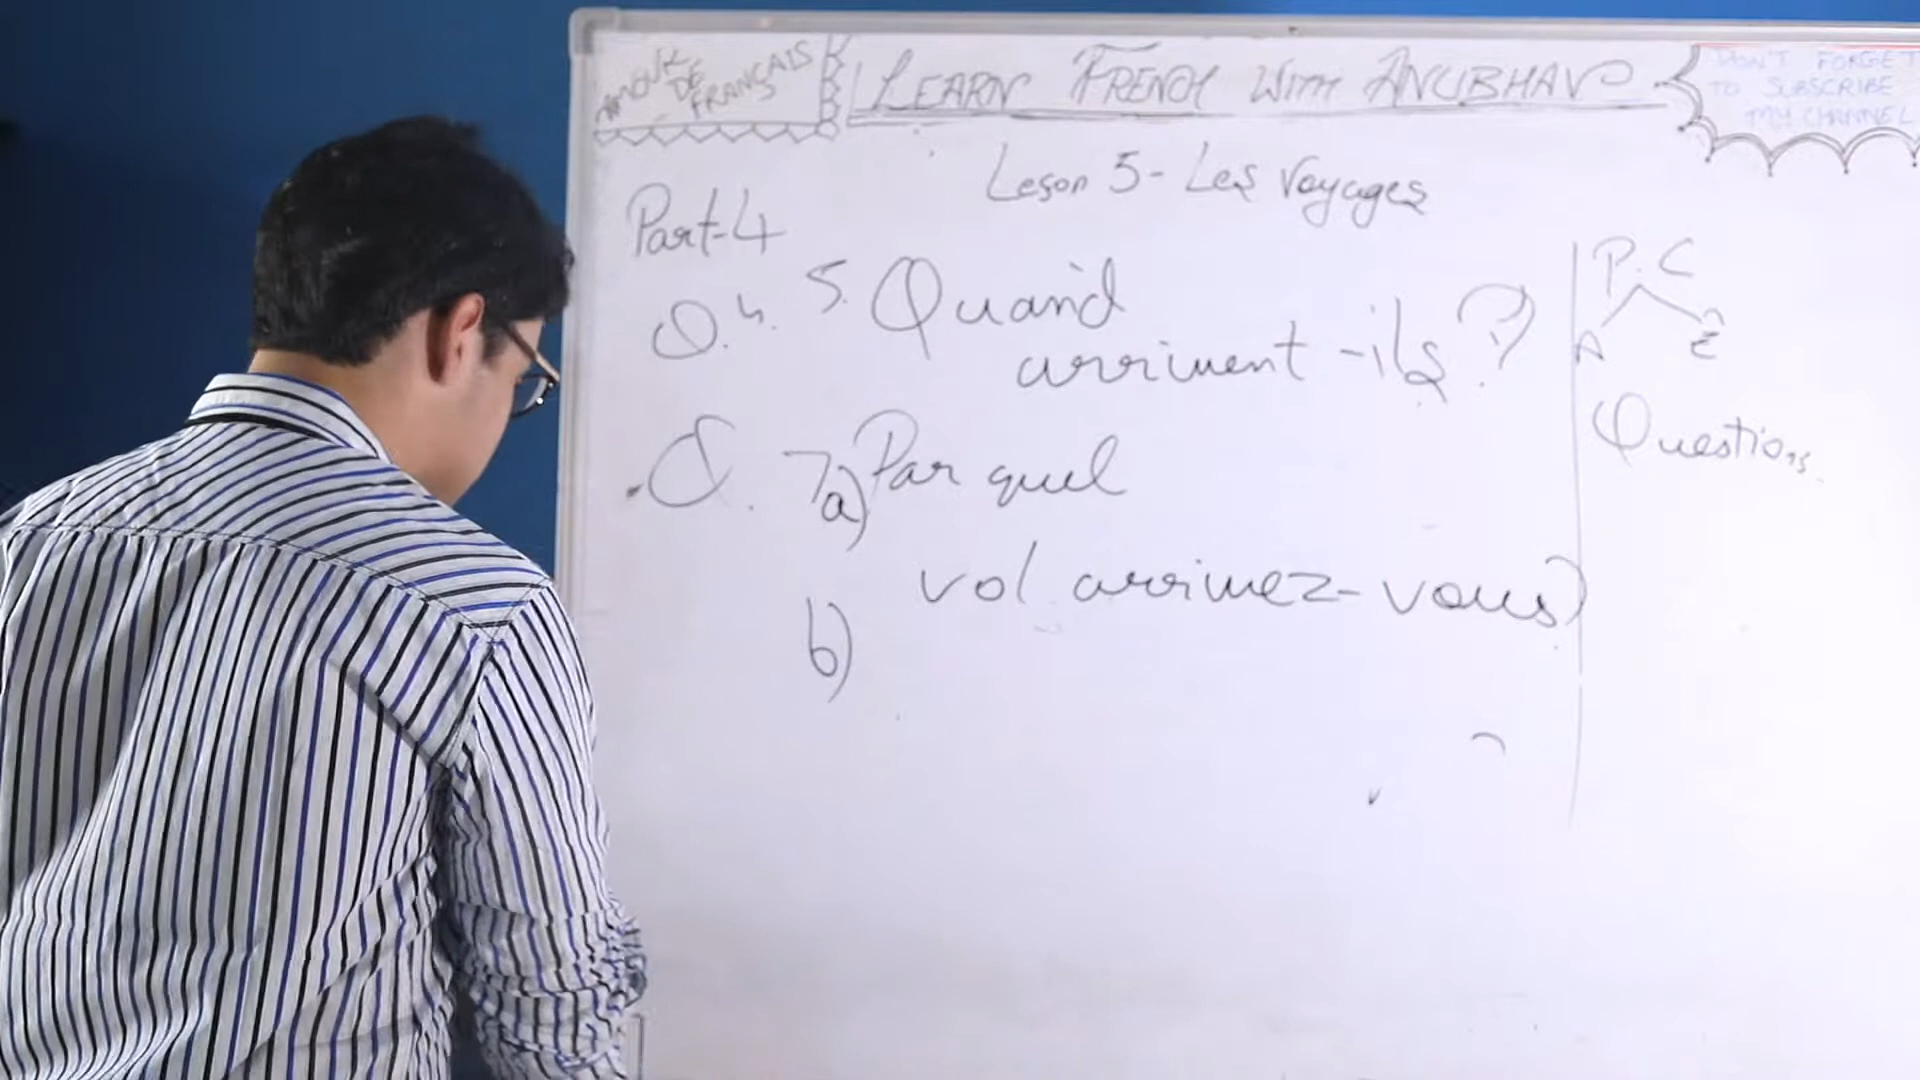 AMOUR
DE
FRANÇAIS
LEARN FRENCH WITH ANUBHAV
DON'T FORGET
TO SUBSCRIBE
MY CHANNEL
Leson 5- Les Voyages
Part-4
Q.4. 5. Quand
arrivent-ils?
Q. 7a) Par quel
vol arrivez-vous?
b)
P.C
A E
Questions